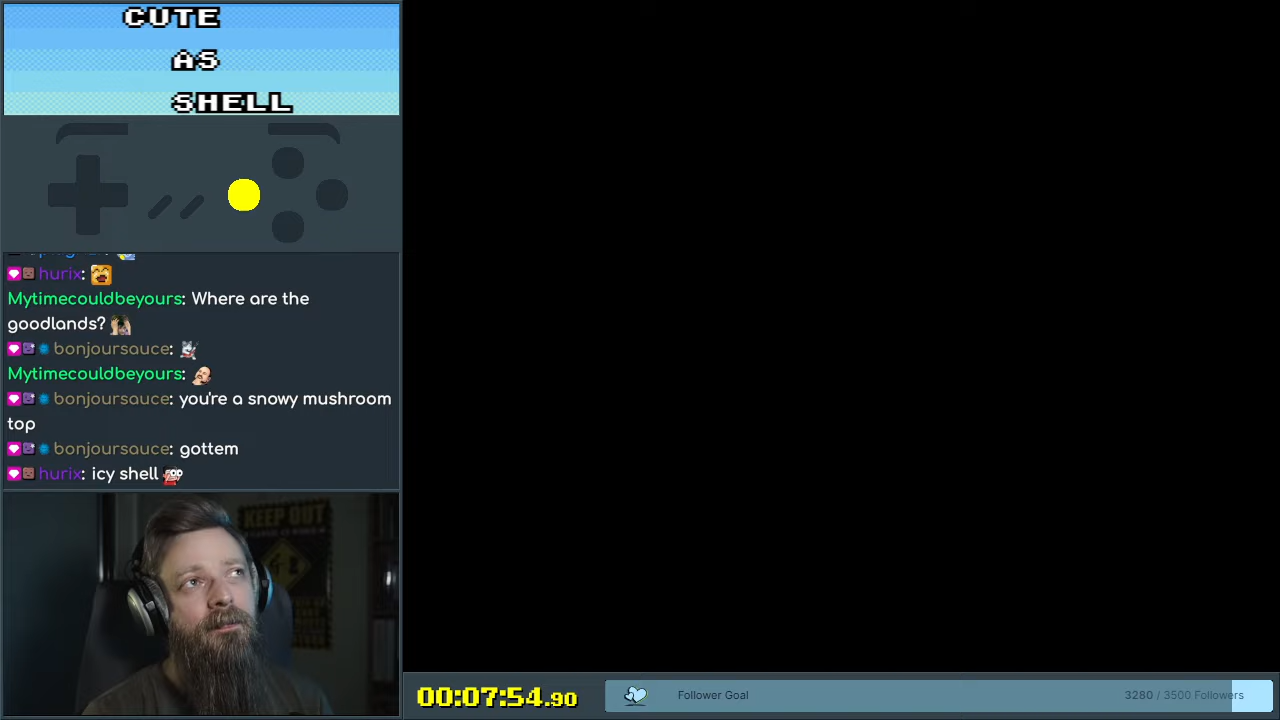 CUTE
AS
SHELL
hurix:
Mytimecouldbeyours: Where are the
goodlands?
bonjoursauce:
Mytimecouldbeyours:
bonjoursauce: you're a snowy mushroom
top
bonjoursauce: gottem
hurix: icy shell
KEEP OUT
00:07:54.90
Follower Goal
3280 / 3500 Followers